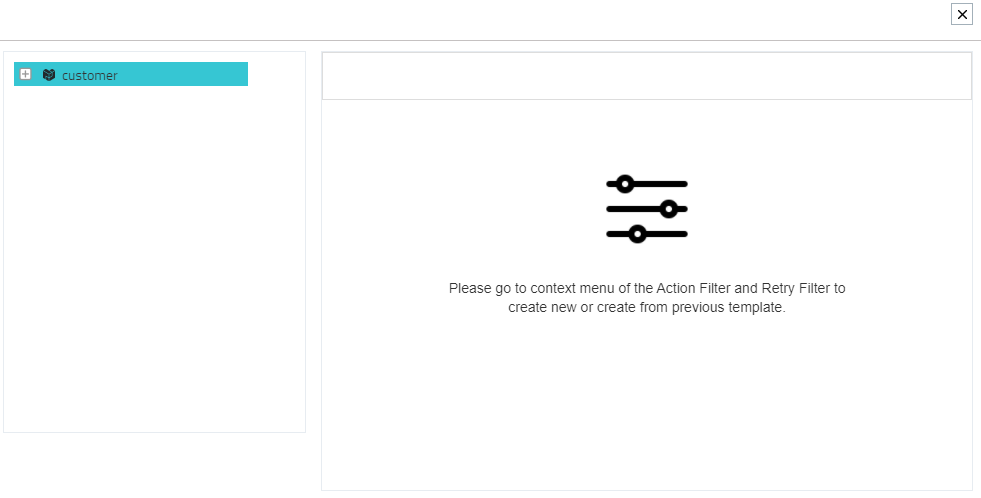 customer
Please go to context menu of the Action Filter and Retry Filter to
create new or create from previous template.